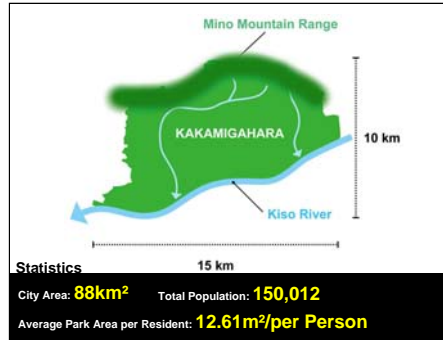 Mino Mountain Range
KAKAMIGAHARA
10 km
Kiso River
15 km
Statistics
City Area: 88km² Total Population: 150,012
Average Park Area per Resident: 12.61m²/per Person